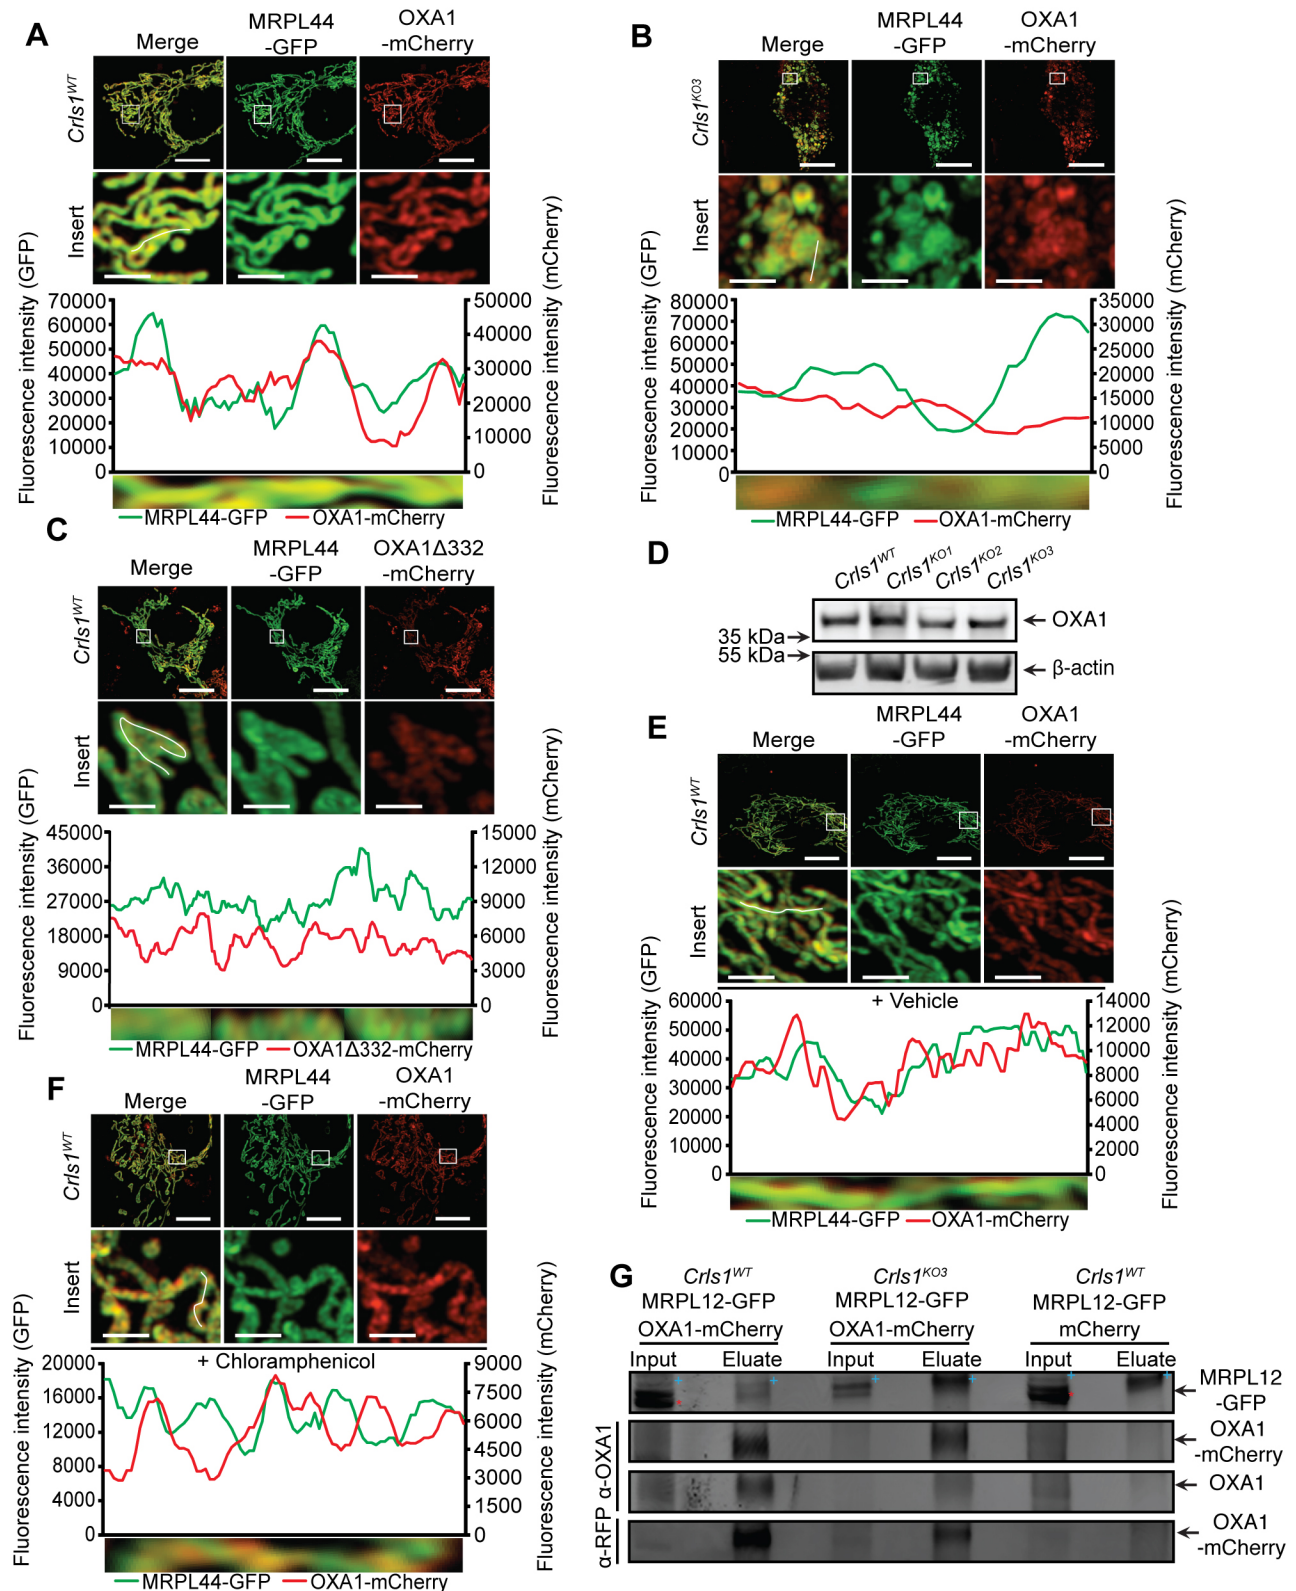 A
Merge
MRPL44
-GFP
OXA1
-mCherry
Crls1WT
Insert
Fluorescence intensity (GFP)
70000
60000
50000
40000
30000
20000
10000
0
50000
40000
30000
20000
10000
0
Fluorescence intensity (mCherry)
MRPL44-GFP
OXA1-mCherry
B
Merge
MRPL44
-GFP
OXA1
-mCherry
Crls1KO3
Insert
Fluorescence intensity (GFP)
80000
70000
60000
50000
40000
30000
20000
10000
0
35000
30000
25000
20000
15000
10000
5000
0
Fluorescence intensity (mCherry)
MRPL44-GFP
OXA1-mCherry
C
Merge
MRPL44
-GFP
OXA1Δ332
-mCherry
Crls1WT
Insert
Fluorescence intensity (GFP)
45000
36000
27000
18000
9000
0
15000
12000
9000
6000
3000
0
Fluorescence intensity (mCherry)
MRPL44-GFP
OXA1Δ332-mCherry
D
Crls1WT
Crls1KO1
Crls1KO2
Crls1KO3
35 kDa
55 kDa
OXA1
β-actin
E
Merge
MRPL44
-GFP
OXA1
-mCherry
Crls1WT
Insert
+ Vehicle
Fluorescence intensity (GFP)
60000
50000
40000
30000
20000
10000
0
14000
12000
10000
8000
6000
4000
2000
0
Fluorescence intensity (mCherry)
MRPL44-GFP
OXA1-mCherry
F
Merge
MRPL44
-GFP
OXA1
-mCherry
Crls1WT
Insert
+ Chloramphenicol
Fluorescence intensity (GFP)
20000
16000
12000
8000
4000
0
9000
7500
6000
4500
3000
1500
0
Fluorescence intensity (mCherry)
MRPL44-GFP
OXA1-mCherry
G
Crls1WT
MRPL12-GFP
OXA1-mCherry
Crls1KO3
MRPL12-GFP
OXA1-mCherry
Crls1WT
MRPL12-GFP
mCherry
Input
Eluate
Input
Eluate
Input
Eluate
MRPL12
-GFP
α-OXA1
OXA1
-mCherry
OXA1
α-RFP
OXA1
-mCherry